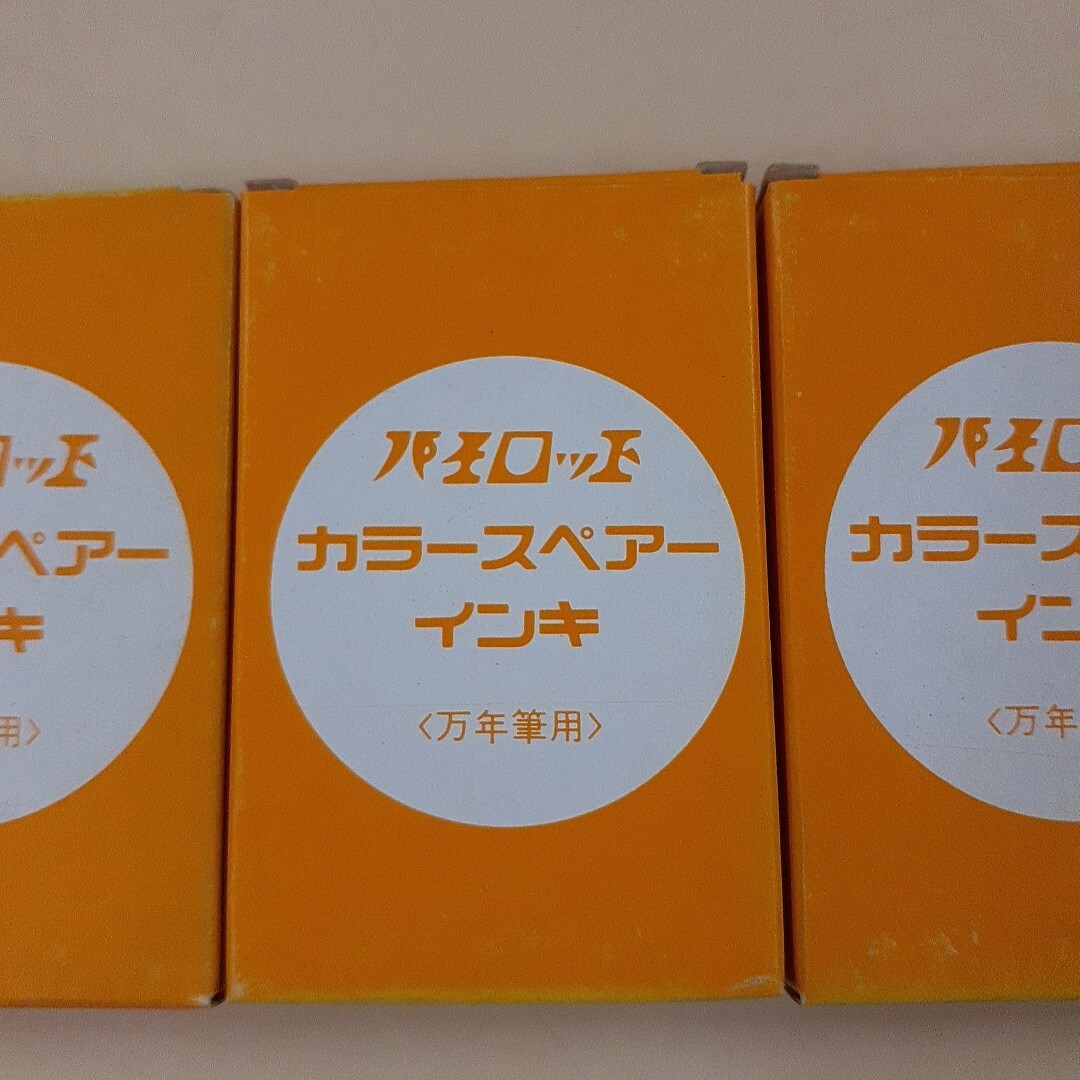 ロット
ペアー
キ
用〉
パイロット
カラースペアー
インキ
〈万年筆用〉
パイロ
カラース
イン
〈万年